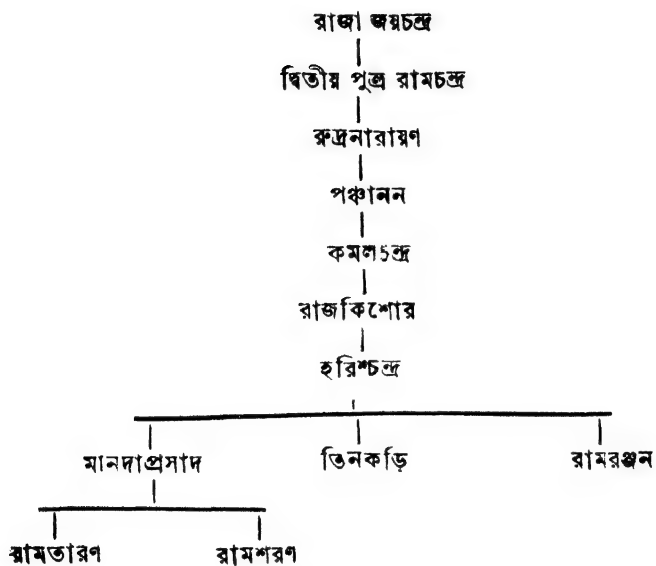 রাজা জয়চন্দ্র
দ্বিতীয় পুত্র রামচন্দ্র
রুদ্রনারায়ণ
পঞ্চানন
কমলচন্দ্র
রাজকিশোর
হরিশ্চন্দ্র
মানদাপ্রসাদ তিনকড়ি রামরঞ্জন
রামতারণ রামশরণ